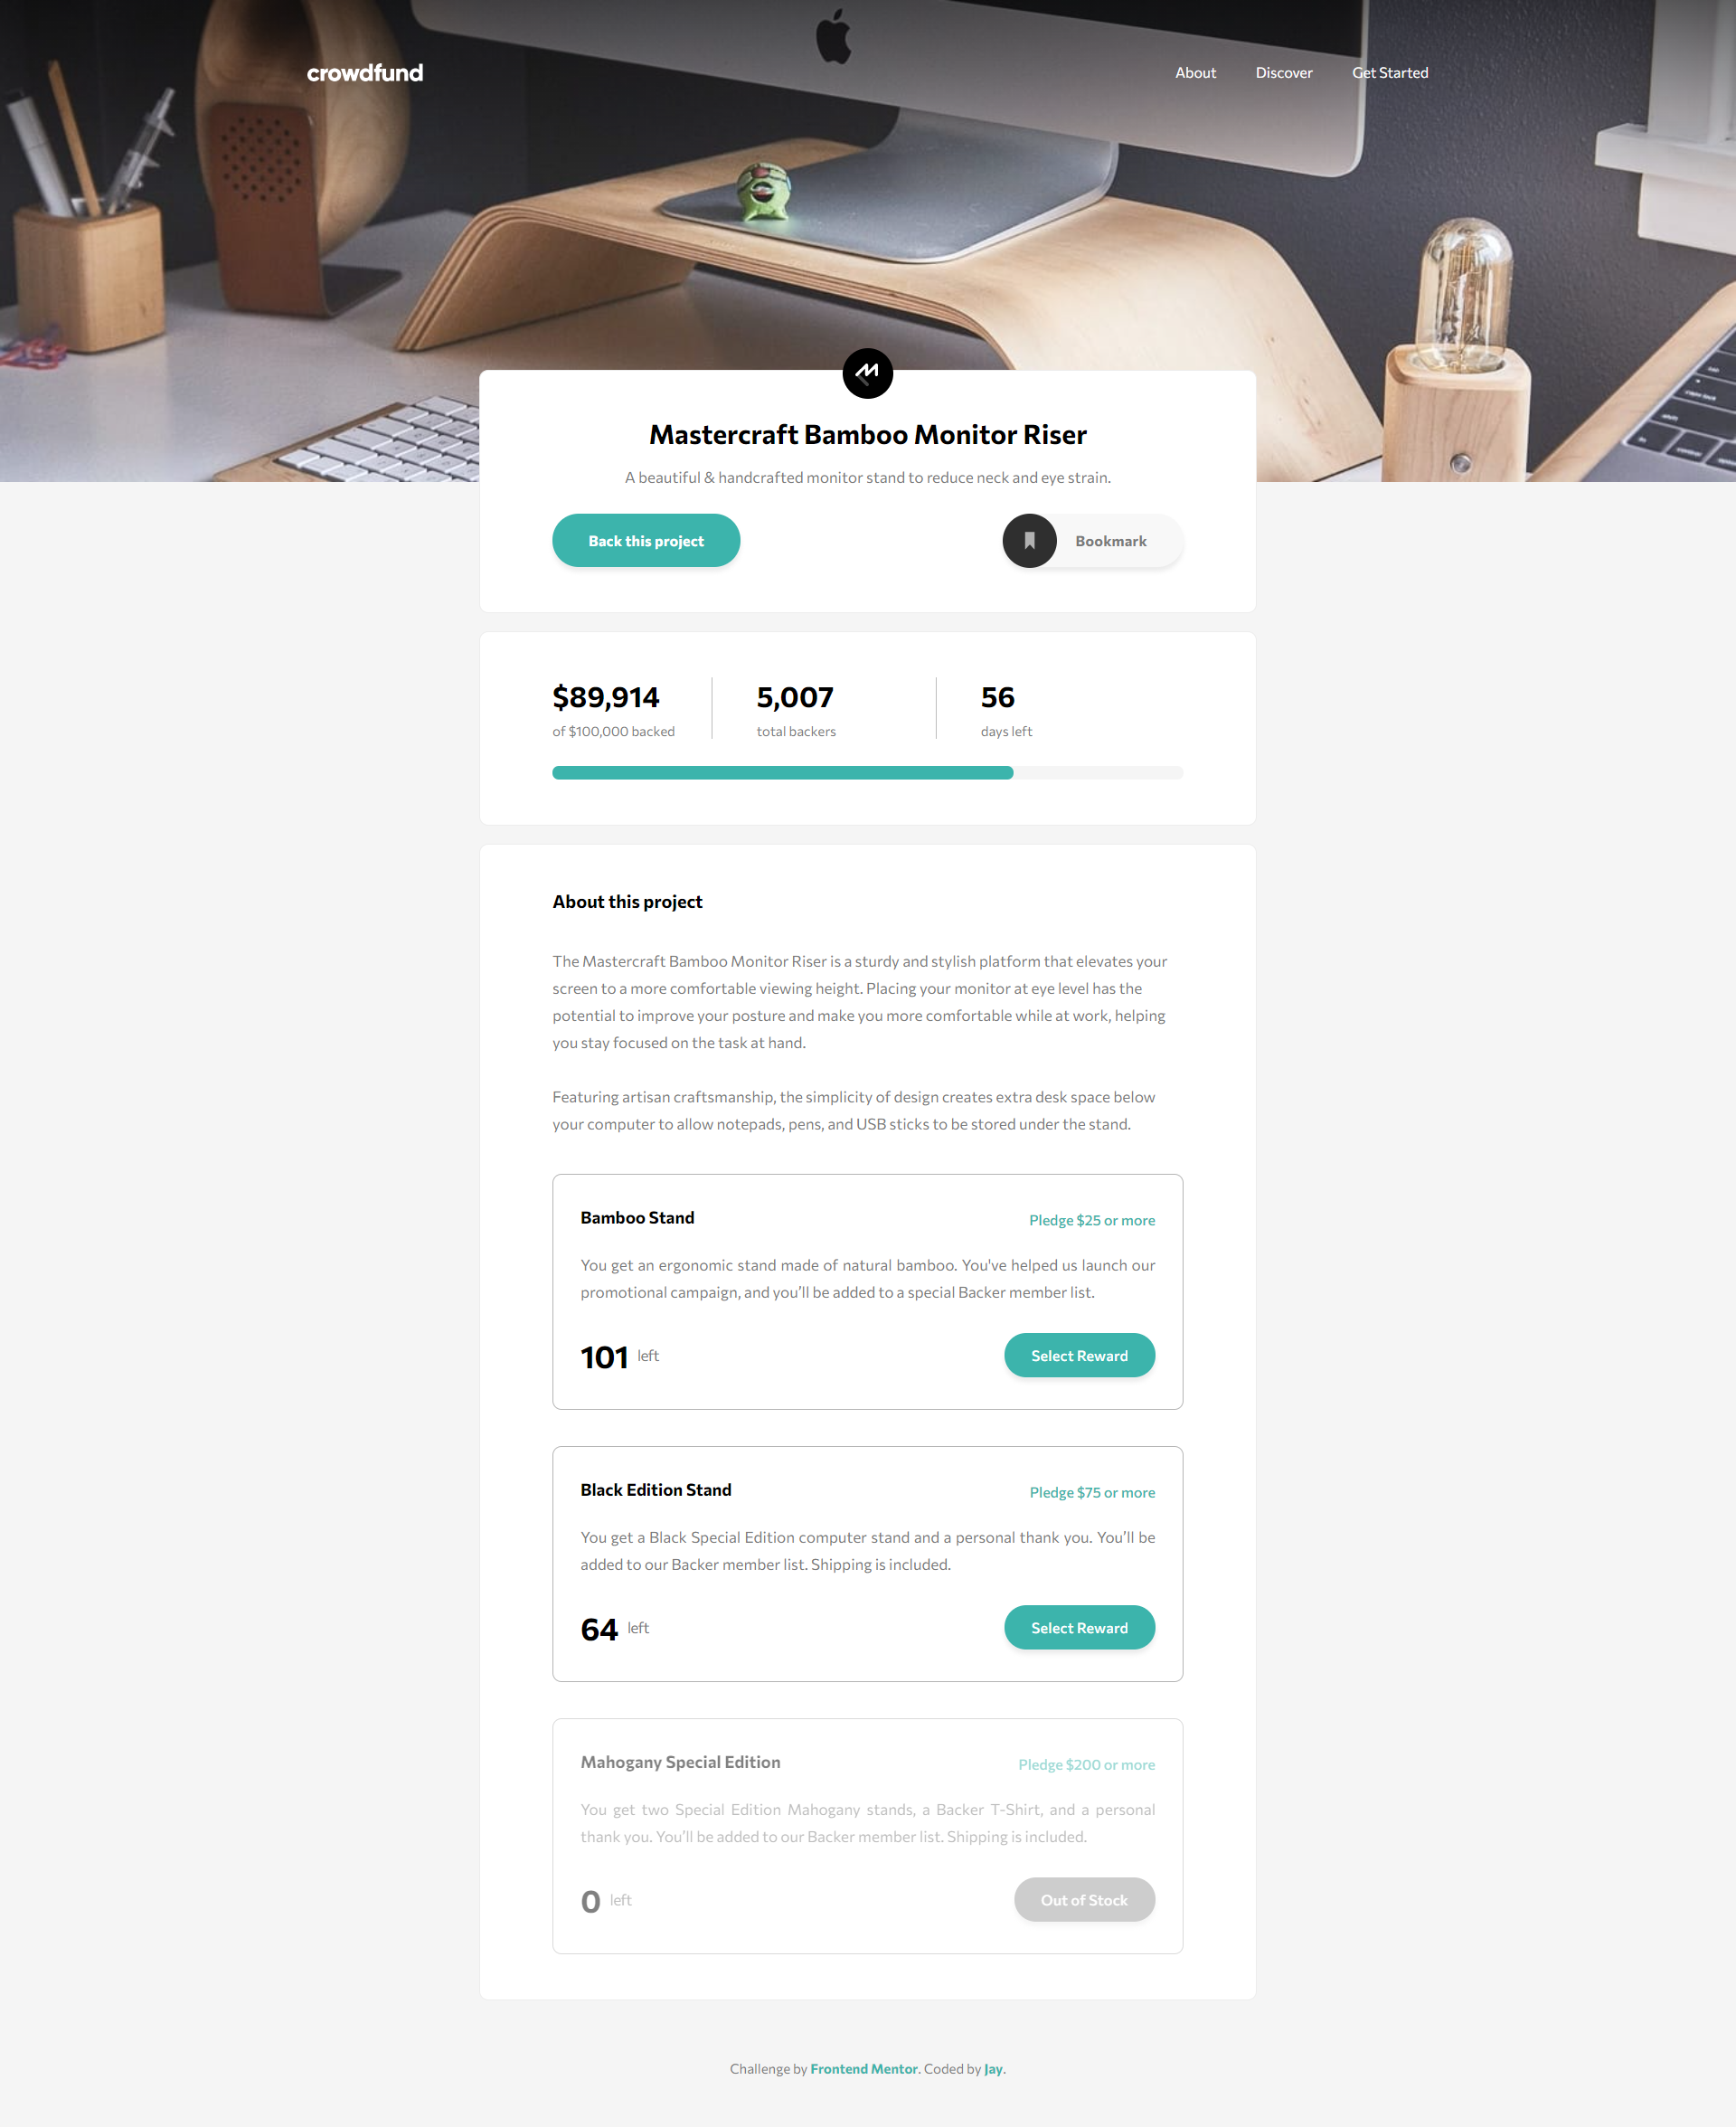 crowdfund
About
Discover
Get Started
Mastercraft Bamboo Monitor Riser
A beautiful & handcrafted monitor stand to reduce neck and eye strain.
Back this project
Bookmark
$89,914
of $100,000 backed
5,007
total backers
56
days left
About this project
The Mastercraft Bamboo Monitor Riser is a sturdy and stylish platform that elevates your
screen to a more comfortable viewing height. Placing your monitor at eye level has the
potential to improve your posture and make you more comfortable while at work, helping
you stay focused on the task at hand.
Featuring artisan craftsmanship, the simplicity of design creates extra desk space below
your computer to allow notepads, pens, and USB sticks to be stored under the stand.
Bamboo Stand
Pledge $25 or more
You get an ergonomic stand made of natural bamboo. You've helped us launch our
promotional campaign, and you’ll be added to a special Backer member list.
101 left
Select Reward
Black Edition Stand
Pledge $75 or more
You get a Black Special Edition computer stand and a personal thank you. You’ll be
added to our Backer member list. Shipping is included.
64 left
Select Reward
Mahogany Special Edition
Pledge $200 or more
You get two Special Edition Mahogany stands, a Backer T-Shirt, and a personal
thank you. You’ll be added to our Backer member list. Shipping is included.
0 left
Out of Stock
Challenge by Frontend Mentor. Coded by Jay.